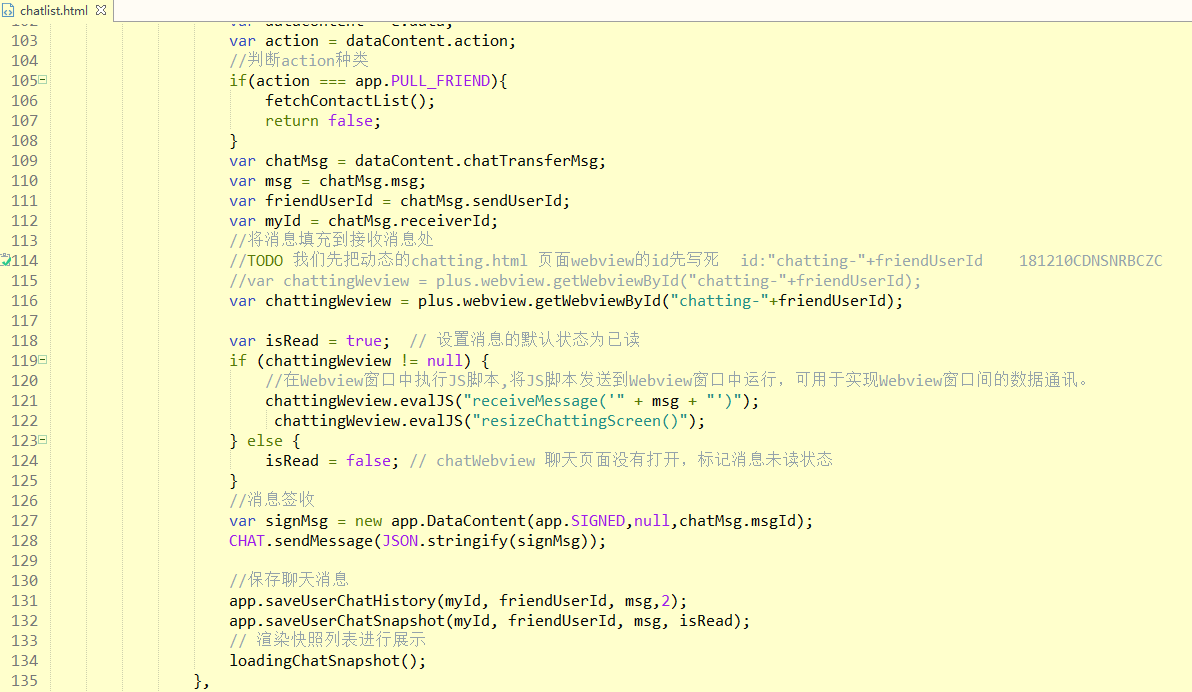 chatlist.html
103 var action = dataContent.action;
104 //判断action种类
105 if(action === app.PULL_FRIEND){
106 fetchContactList();
107 return false;
108 }
109 var chatMsg = dataContent.chatTransferMsg;
110 var msg = chatMsg.msg;
111 var friendUserId = chatMsg.sendUserId;
112 var myId = chatMsg.receiverId;
113 //将消息填充到接收消息处
114 //TODO 我们先把动态的chatting.html 页面webview的id先写死 id:"chatting-"+friendUserId 181210CDNSNRBCZC
115 //var chattingWeview = plus.webview.getWebviewById("chatting-"+friendUserId);
116 var chattingWeview = plus.webview.getWebviewById("chatting-"+friendUserId);
117
118 var isRead = true; // 设置消息的默认状态为已读
119 if (chattingWeview != null) {
120 //在Webview窗口中执行JS脚本,将JS脚本发送到Webview窗口中运行，可用于实现Webview窗口间的数据通讯。
121 chattingWeview.evalJS("receiveMessage('" + msg + "')");
122 chattingWeview.evalJS("resizeChattingScreen()");
123 } else {
124 isRead = false; // chatWebview 聊天页面没有打开，标记消息未读状态
125 }
126 //消息签收
127 var signMsg = new app.DataContent(app.SIGNED,null,chatMsg.msgId);
128 CHAT.sendMessage(JSON.stringify(signMsg));
129
130 //保存聊天消息
131 app.saveUserChatHistory(myId, friendUserId, msg,2);
132 app.saveUserChatSnapshot(myId, friendUserId, msg, isRead);
133 // 渲染快照列表进行展示
134 loadingChatSnapshot();
135 },